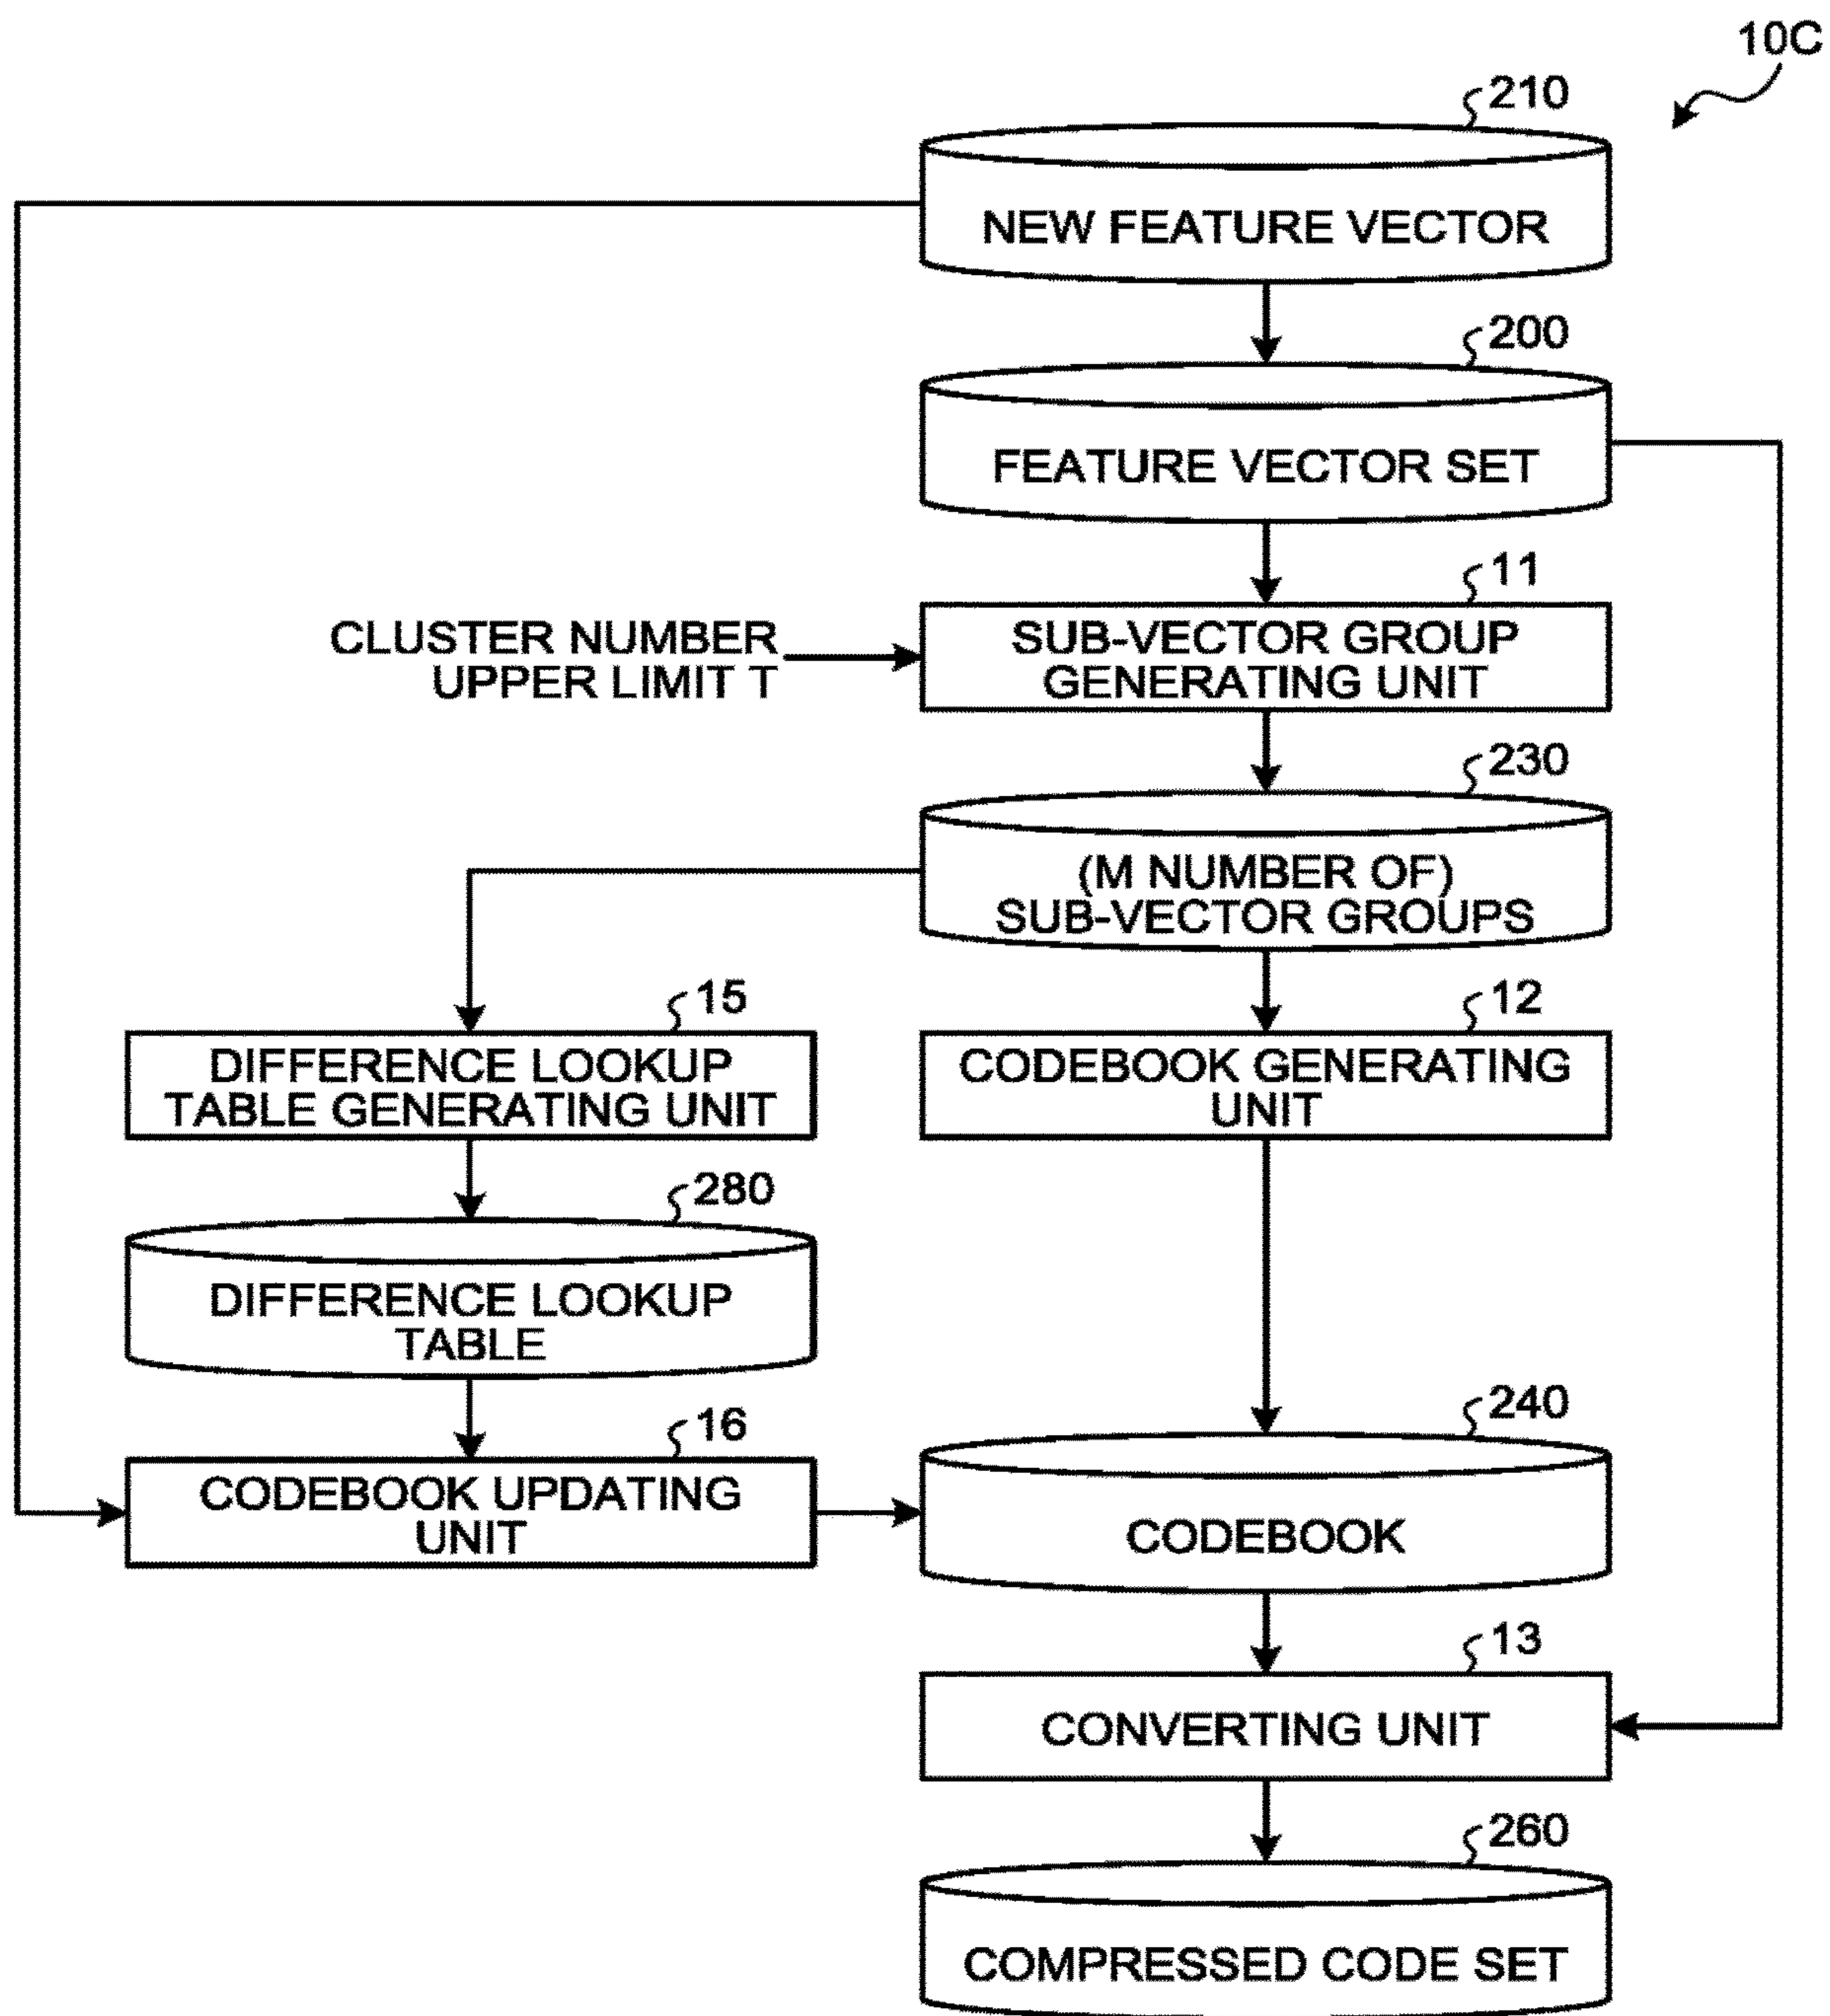 10C
210
NEW FEATURE VECTOR
200
FEATURE VECTOR SET
11
CLUSTER NUMBER
UPPER LIMIT T
SUB-VECTOR GROUP
GENERATING UNIT
230
(M NUMBER OF)
SUB-VECTOR GROUPS
15
DIFFERENCE LOOKUP
TABLE GENERATING UNIT
12
CODEBOOK GENERATING
UNIT
280
DIFFERENCE LOOKUP
TABLE
16
CODEBOOK UPDATING
UNIT
240
CODEBOOK
13
CONVERTING UNIT
260
COMPRESSED CODE SET